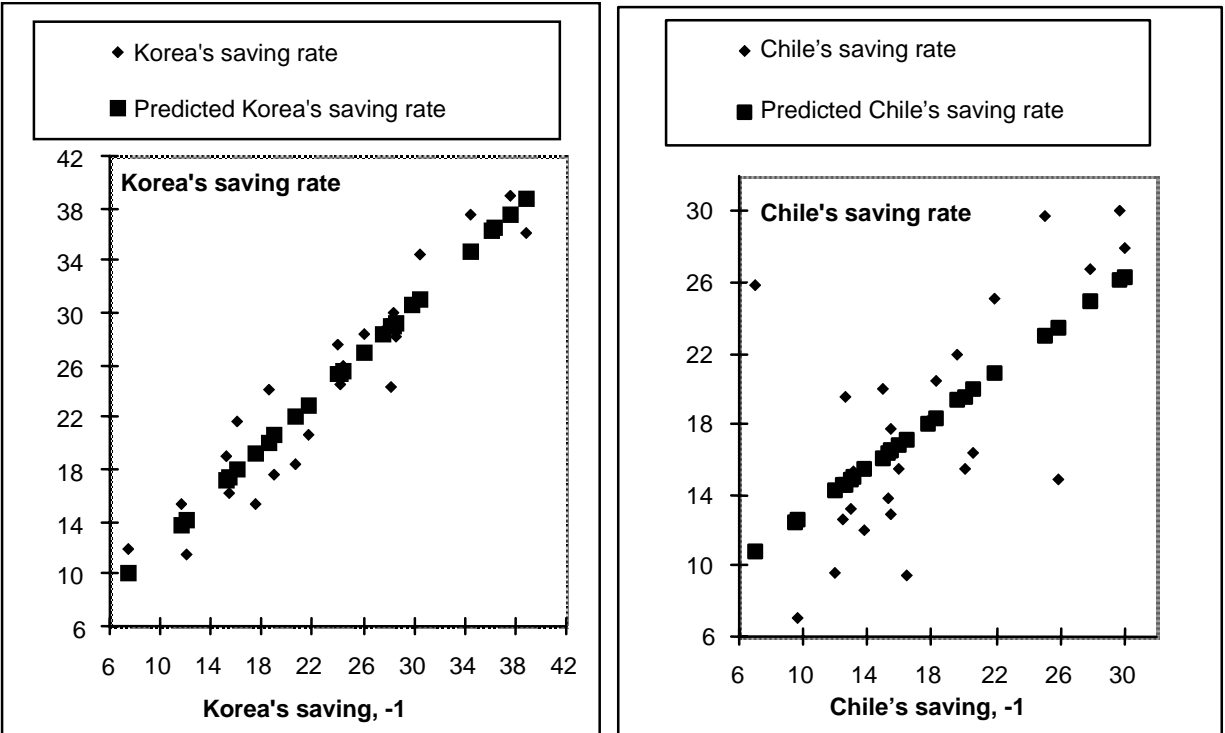 Korea's saving rate
Predicted Korea's saving rate
42
38
34
30
26
22
18
14
10
6
Korea's saving rate
6 10 14 18 22 26 30 34 38 42
Korea's saving, -1
Chile's saving rate
Predicted Chile's saving rate
30
26
22
18
14
10
6
Chile's saving rate
6 10 14 18 22 26 30
Chile's saving, -1